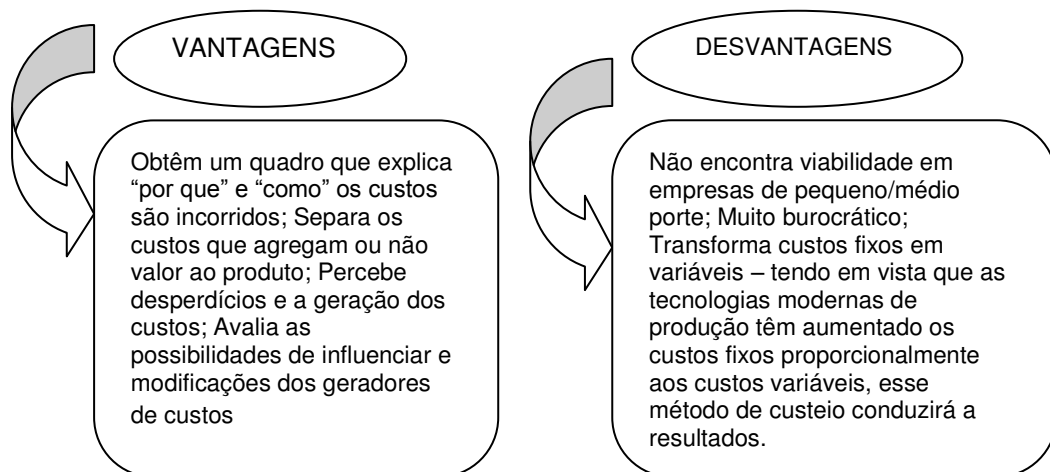 VANTAGENS
Obtêm um quadro que explica
“por que” e “como” os custos
são incorridos; Separa os
custos que agregam ou não
valor ao produto; Percebe
desperdícios e a geração dos
custos; Avalia as
possibilidades de influenciar e
modificações dos geradores
de custos
DESVANTAGENS
Não encontra viabilidade em
empresas de pequeno/médio
porte; Muito burocrático;
Transforma custos fixos em
variáveis – tendo em vista que as
tecnologias modernas de
produção têm aumentado os
custos fixos proporcionalmente
aos custos variáveis, esse
método de custeio conduzirá a
resultados.